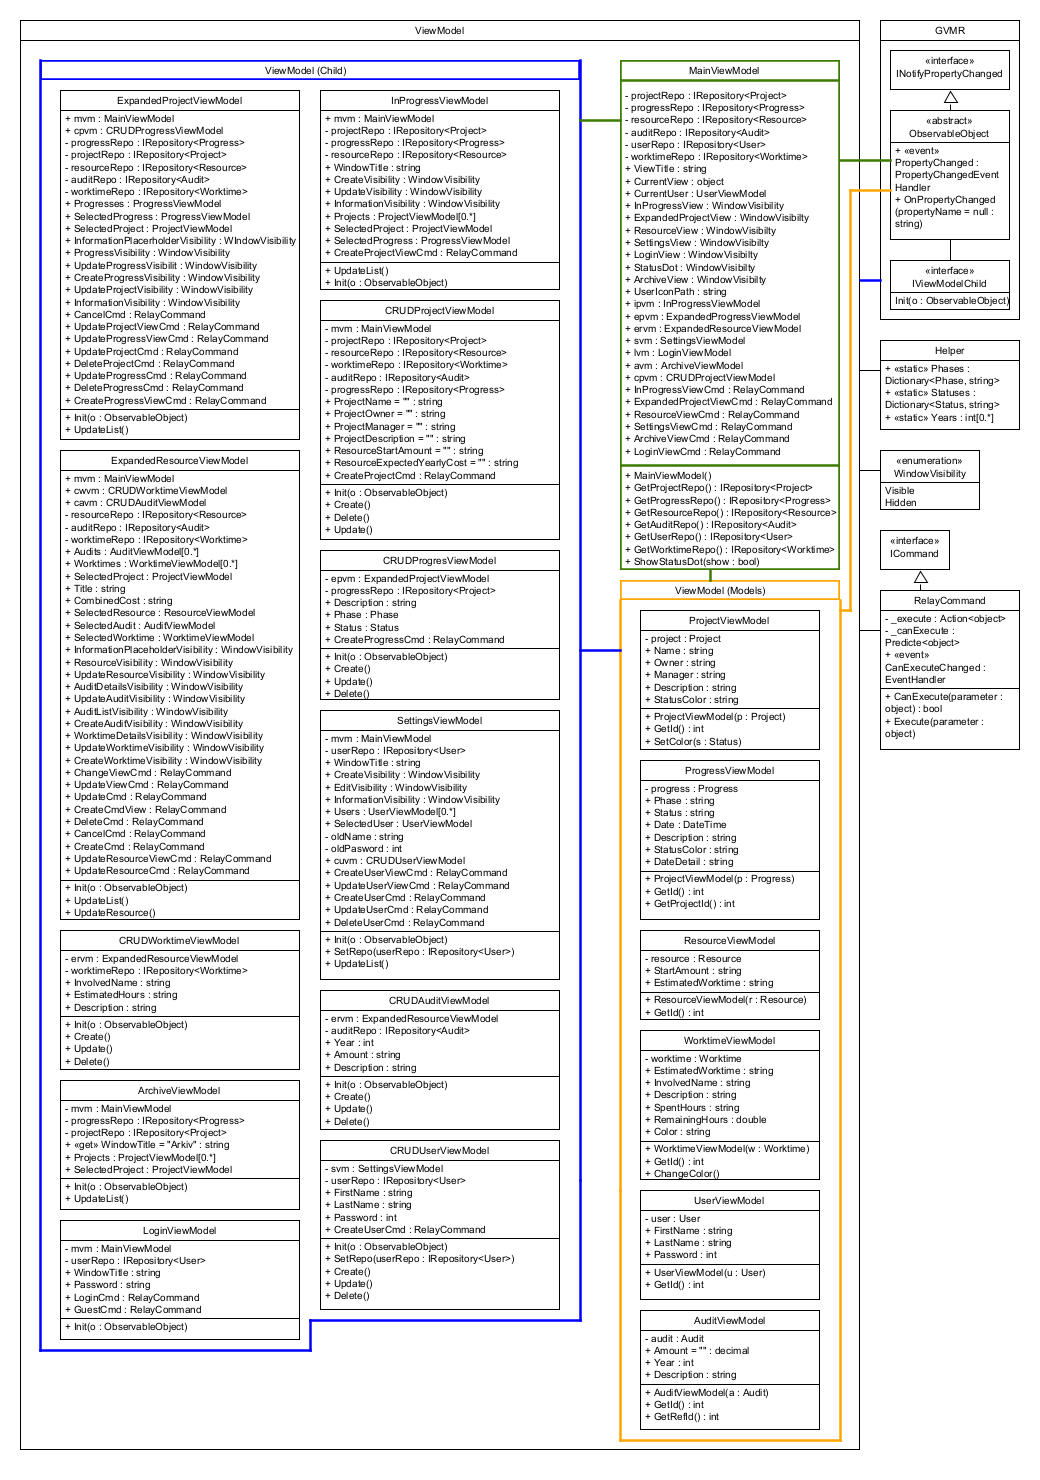 ViewModel
ViewModel (Child)
ExpandedProjectViewModel
+ mvm : MainViewModel
+ cpvm : CRUDProgressViewModel
- progressRepo : IRepository<Progress>
- projectRepo : IRepository<Project>
- resourceRepo : IRepository<Resource>
- auditRepo : IRepository<Audit>
- worktimeRepo : IRepository<Worktime>
+ Progresses : ProgressViewModel
+ SelectedProgress : ProgressViewModel
+ SelectedProject : ProjectViewModel
+ InformationPlacerholderVisibility : WIndowVisibility
+ ProgressVisibility : WindowVisibility
+ UpdateProgressVisibilit : WindowVisibility
+ CreateProgressVisibility : WindowVisibility
+ UpdateProjectVisibility : WindowVisibility
+ InformationVisibility : WindowVisibility
+ CancelCmd : RelayCommand
+ UpdateProjectViewCmd : RelayCommand
+ UpdateProgressViewCmd : RelayCommand
+ UpdateProjectCmd : RelayCommand
+ DeleteProjectCmd : RelayCommand
+ UpdateProgressCmd : RelayCommand
+ DeleteProgressCmd : RelayCommand
+ CreateProgressViewCmd : RelayCommand
+ Init(o : ObservableObject)
+ UpdateList()
ExpandedResourceViewModel
+ mvm : MainViewModel
+ cwvm : CRUDWorktimeViewModel
+ cavm : CRUDAuditViewModel
- resourceRepo : IRepository<Resource>
- auditRepo : IRepository<Audit>
- worktimeRepo : IRepository<Worktime>
+ Audits : AuditViewModel[0.*]
+ Worktimes : WorktimeViewModel[0.*]
+ SelectedProject : ProjectViewModel
+ Title : string
+ CombinedCost : string
+ SelectedResource : ResourceViewModel
+ SelectedAudit : AuditViewModel
+ SelectedWorktime : WorktimeViewModel
+ InformationPlaceholderVisibility : WindowVisibility
+ ResourceVisibility : WindowVisibility
+ UpdateResourceVisibility : WindowVisibility
+ AuditDetailsVisibility : WindowVisibility
+ UpdateAuditVisibility : WindowVisibility
+ AuditListVisibility : WindowVisibility
+ CreateAuditVisibility : WindowVisibility
+ WorktimeDetailsVisibility : WindowVisibility
+ UpdateWorktimeVisibility : WindowVisibility
+ CreateWorktimeVisibility : WindowVisibility
+ ChangeViewCmd : RelayCommand
+ UpdateViewCmd : RelayCommand
+ UpdateCmd : RelayCommand
+ CreateCmdView : RelayCommand
+ DeleteCmd : RelayCommand
+ CancelCmd : RelayCommand
+ CreateCmd : RelayCommand
+ UpdateResourceViewCmd : RelayCommand
+ UpdateResourceCmd : RelayCommand
+ Init(o : ObservableObject)
+ UpdateList()
+ UpdateResource()
CRUDWorktimeViewModel
- ervm : ExpandedResourceViewModel
- worktimeRepo : IRepository<Worktime>
+ InvolvedName : string
+ EstimatedHours : string
+ Description : string
+ Init(o : ObservableObject)
+ Create()
+ Update()
+ Delete()
ArchiveViewModel
- mvm : MainViewModel
- progressRepo : IRepository<Progress>
- projectRepo : IRepository<Project>
+ «get» WindowTitle = "Arkiv" : string
+ Projects : ProjectViewModel[0.*]
+ SelectedProject : ProjectViewModel
+ Init(o : ObservableObject)
+ UpdateList()
LoginViewModel
- mvm : MainViewModel
- userRepo : IRepository<User>
+ WindowTitle : string
+ Password : string
+ LoginCmd : RelayCommand
+ GuestCmd : RelayCommand
+ Init(o : ObservableObject)
InProgressViewModel
+ mvm : MainViewModel
- projectRepo : IRepository<Project>
- progressRepo : IRepository<Progress>
- resourceRepo : IRepository<Resource>
+ WindowTitle : string
+ CreateVisibility : WindowVisibility
+ UpdateVisibility : WindowVisibility
+ InformationVisibility : WindowVisibility
+ Projects : ProjectViewModel[0.*]
+ SelectedProject : ProjectViewModel
+ SelectedProgress : ProgressViewModel
+ CreateProjectViewCmd : RelayCommand
+ UpdateList()
+ Init(o : ObservableObject)
CRUDProjectViewModel
- mvm : MainViewModel
- projectRepo : IRepository<Project>
- resourceRepo : IRepository<Resource>
- worktimeRepo : IRepository<Worktime>
- auditRepo : IRepository<Audit>
- progressRepo : IRepository<Progress>
+ ProjectName = "" : string
+ ProjectOwner = "" : string
+ ProjectManager = "" : string
+ ProjectDescription = "" : string
+ ResourceStartAmount = "" : string
+ ResourceExpectedYearlyCost = "" : string
+ CreateProjectCmd : RelayCommand
+ Init(o : ObservableObject)
+ Create()
+ Delete()
+ Update()
CRUDProgresViewModel
- epvm : ExpandedProjectViewModel
- progressRepo : IRepository<Project>
+ Description : string
+ Phase : Phase
+ Status : Status
+ CreateProgressCmd : RelayCommand
+ Init(o : ObservableObject)
+ Create()
+ Update()
+ Delete()
SettingsViewModel
- mvm : MainViewModel
- userRepo : IRepository<User>
+ WindowTitle : string
+ CreateVisibility : WindowVisibility
+ EditVisibility : WindowVisibility
+ InformationVisibility : WindowVisibility
+ Users : UserViewModel[0.*]
+ SelectedUser : UserViewModel
- oldName : string
- oldPasword : int
+ cuvm : CRUDUserViewModel
+ CreateUserViewCmd : RelayCommand
+ UpdateUserViewCmd : RelayCommand
+ CreateUserCmd : RelayCommand
+ UpdateUserCmd : RelayCommand
+ DeleteUserCmd : RelayCommand
+ Init(o : ObservableObject)
+ SetRepo(userRepo : IRepository<User>)
+ UpdateList()
CRUDAuditViewModel
- ervm : ExpandedResourceViewModel
- auditRepo : IRepository<Audit>
+ Year : int
+ Amount : string
+ Description : string
+ Init(o : ObservableObject)
+ Create()
+ Update()
+ Delete()
CRUDUserViewModel
- svm : SettingsViewModel
- userRepo : IRepository<User>
+ FirstName : string
+ LastName : string
+ Password : int
+ CreateUserCmd : RelayCommand
+ Init(o : ObservableObject)
+ SetRepo(userRepo : IRepository<User>)
+ Create()
+ Update()
+ Delete()
MainViewModel
- projectRepo : IRepository<Project>
- progressRepo : IRepository<Progress>
- resourceRepo : IRepository<Resource>
- auditRepo : IRepository<Audit>
- userRepo : IRepository<User>
- worktimeRepo : IRepository<Worktime>
+ ViewTitle : string
+ CurrentView : object
+ CurrentUser : UserViewModel
+ InProgressView : WindowVisibility
+ ExpandedProjectView : WindowVisibilty
+ ResourceView : WindowVisibilty
+ SettingsView : WindowVisibilty
+ LoginView : WindowVisibilty
+ StatusDot : WindowVisibilty
+ ArchiveView : WindowVisibilty
+ UserIconPath : string
+ ipvm : InProgressViewModel
+ epvm : ExpandedProgressViewModel
+ ervm : ExpandedResourceViewModel
+ svm : SettingsViewModel
+ lvm : LoginViewModel
+ avm : ArchiveViewModel
+ cpvm : CRUDProjectViewModel
+ InProgressViewCmd : RelayCommand
+ ExpandedProjectViewCmd : RelayCommand
+ ResourceViewCmd : RelayCommand
+ SettingsViewCmd : RelayCommand
+ ArchiveViewCmd : RelayCommand
+ LoginViewCmd : RelayCommand
+ MainViewModel()
+ GetProjectRepo() : IRepository<Project>
+ GetProgressRepo() : IRepository<Progress>
+ GetResourceRepo() : IRepository<Resource>
+ GetAuditRepo() : IRepository<Audit>
+ GetUserRepo() : IRepository<User>
+ GetWorktimeRepo() : IRepository<Worktime>
+ ShowStatusDot(show : bool)
ViewModel (Models)
ProjectViewModel
- project : Project
+ Name : string
+ Owner : string
+ Manager : string
+ Description : string
+ StatusColor : string
+ ProjectViewModel(p : Project)
+ GetId() : int
+ SetColor(s : Status)
ProgressViewModel
- progress : Progress
+ Phase : string
+ Status : string
+ Date : DateTime
+ Description : string
+ StatusColor : string
+ DateDetail : string
+ ProjectViewModel(p : Progress)
+ GetId() : int
+ GetProjectId() : int
ResourceViewModel
- resource : Resource
+ StartAmount : string
+ EstimatedWorktime : string
+ ResourceViewModel(r : Resource)
+ GetId() : int
WorktimeViewModel
- worktime : Worktime
+ EstimatedWorktime : string
+ InvolvedName : string
+ Description : string
+ SpentHours : string
+ RemainingHours : double
+ Color : string
+ WorktimeViewModel(w : Worktime)
+ GetId() : int
+ ChangeColor()
UserViewModel
- user : User
+ FirstName : string
+ LastName : string
+ Password : int
+ UserViewModel(u : User)
+ GetId() : int
AuditViewModel
- audit : Audit
+ Amount = "" : decimal
+ Year : int
+ Description : string
+ AuditViewModel(a : Audit)
+ GetId() : int
+ GetRefId() : int
GVMR
«interface»
INotifyPropertyChanged
«abstract»
ObservableObject
+ «event»
PropertyChanged :
PropertyChangedEvent
Handler
+ OnPropertyChanged
(propertyName = null :
string)
«interface»
IViewModelChild
Init(o : ObservableObject)
Helper
+ «static» Phases :
Dictionary<Phase, string>
+ «static» Statuses :
Dictionary<Status, string>
+ «static» Years : int[0.*]
«enumeration»
WindowVisibility
Visible
Hidden
«interface»
ICommand
RelayCommand
- _execute : Action<object>
- _canExecute :
Predicte<object>
+ «event»
CanExecuteChanged :
EventHandler
+ CanExecute(parameter :
object) : bool
+ Execute(parameter :
object)